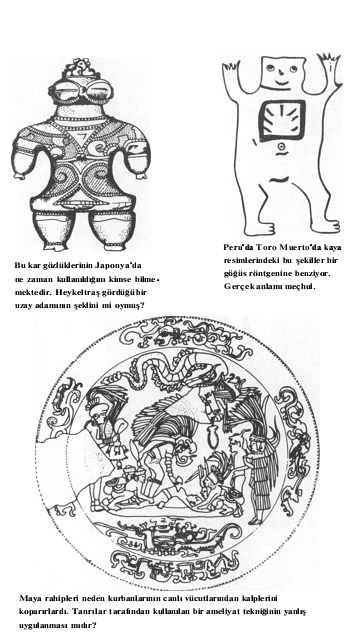 Bu kar gözlüklerinin Japonya'da
ne zaman kullanıldığını kimse bilme-
mektedir. Heykeltraş gördüğü bir
uzay adamının şeklini mi oymuş?
Peru'da Toro Muerto'da kaya
resimlerindeki bu şekiller bir
göğüs röntgenine benziyor.
Gerçek anlamı meçhul.
Maya rahipleri neden kurbanlarının canlı vücutlarından kalplerini
koparırlardı. Tanrılar tarafından kullanılan bir ameliyat tekniğinin yanlış
uygulanması mıdır?